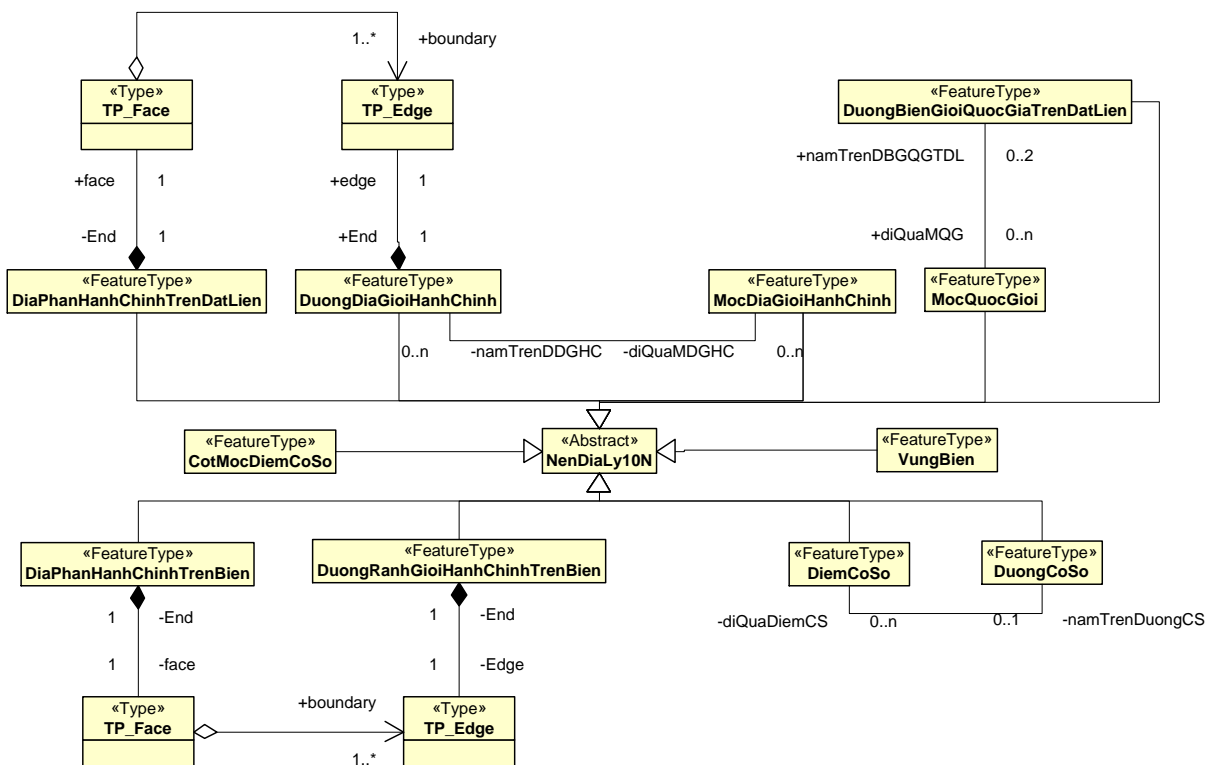 1..* +boundary
«Type»
TP_Face
«Type»
TP_Edge
«FeatureType»
DuongBienGioiQuocGiaTrenDatLien
+namTrenDBGQGTDL 0..2
+face 1
+edge 1
-End 1
+End 1
+diQuaMQG 0..n
«FeatureType»
DiaPhanHanhChinhTrenDatLien
«FeatureType»
DuongDiaGioiHanhChinh
«FeatureType»
MocDiaGioiHanhChinh
«FeatureType»
MocQuocGioi
0..n -namTrenDDGHC -diQuaMDGHC 0..n
«FeatureType»
CotMocDiemCoSo
«Abstract»
NenDiaLy10N
«FeatureType»
VungBien
«FeatureType»
DiaPhanHanhChinhTrenBien
«FeatureType»
DuongRanhGioiHanhChinhTrenBien
«FeatureType»
DiemCoSo
«FeatureType»
DuongCoSo
1 -End
1 -End
-diQuaDiemCS 0..n 0..1 -namTrenDuongCS
1 -face
1 -Edge
«Type»
TP_Face
+boundary
1..*
«Type»
TP_Edge